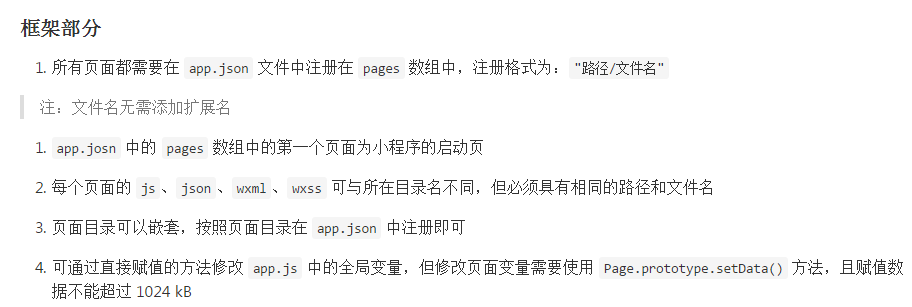 框架部分
1. 所有页面都需要在 app.json 文件中注册在 pages 数组中，注册格式为： "路径/文件名"
注：文件名无需添加扩展名
1. app.josn 中的 pages 数组中的第一个页面为小程序的启动页
2. 每个页面的 js 、 json 、 wxml 、 wxss 可与所在目录名不同，但必须具有相同的路径和文件名
3. 页面目录可以嵌套，按照页面目录在 app.json 中注册即可
4. 可通过直接赋值的方法修改 app.js 中的全局变量，但修改页面变量需要使用 Page.prototype.setData() 方法，且赋值数
据不能超过 1024 kB